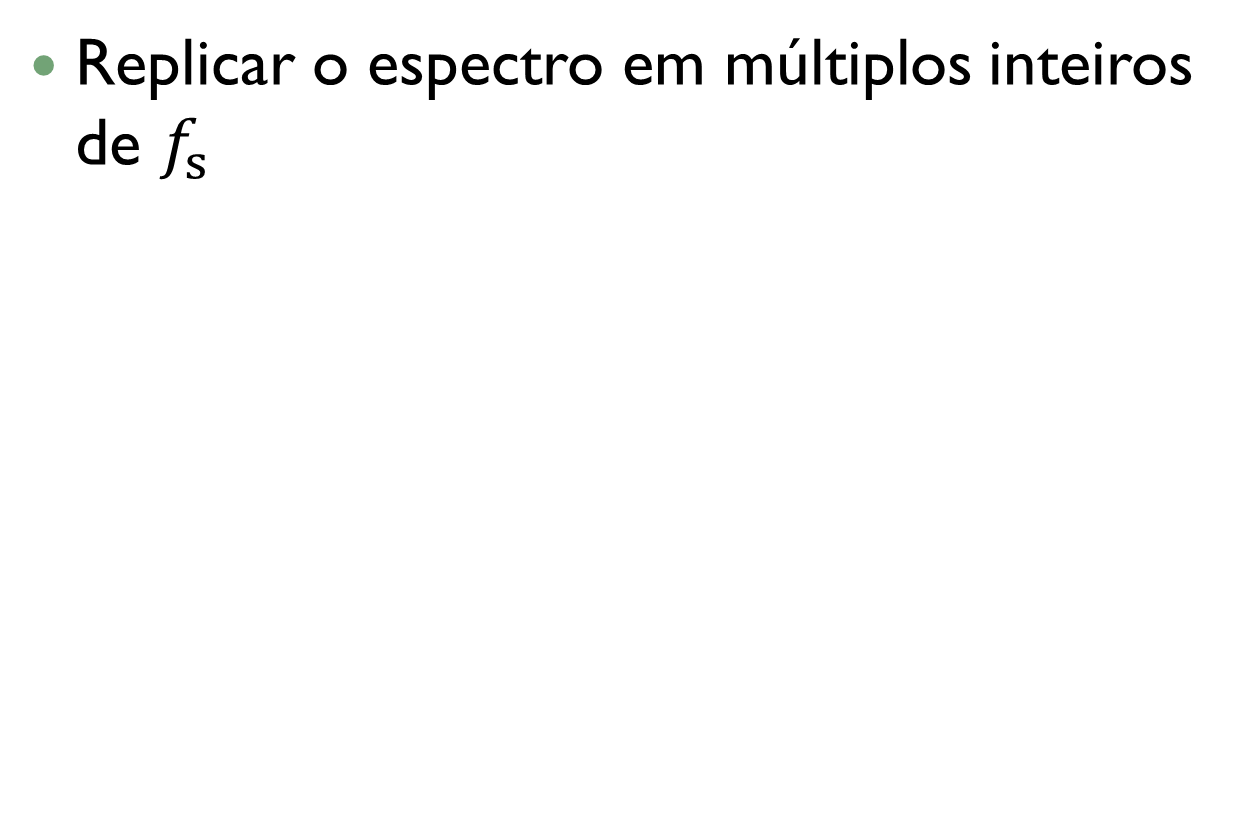 • Replicar o espectro em múltiplos inteiros
de fs